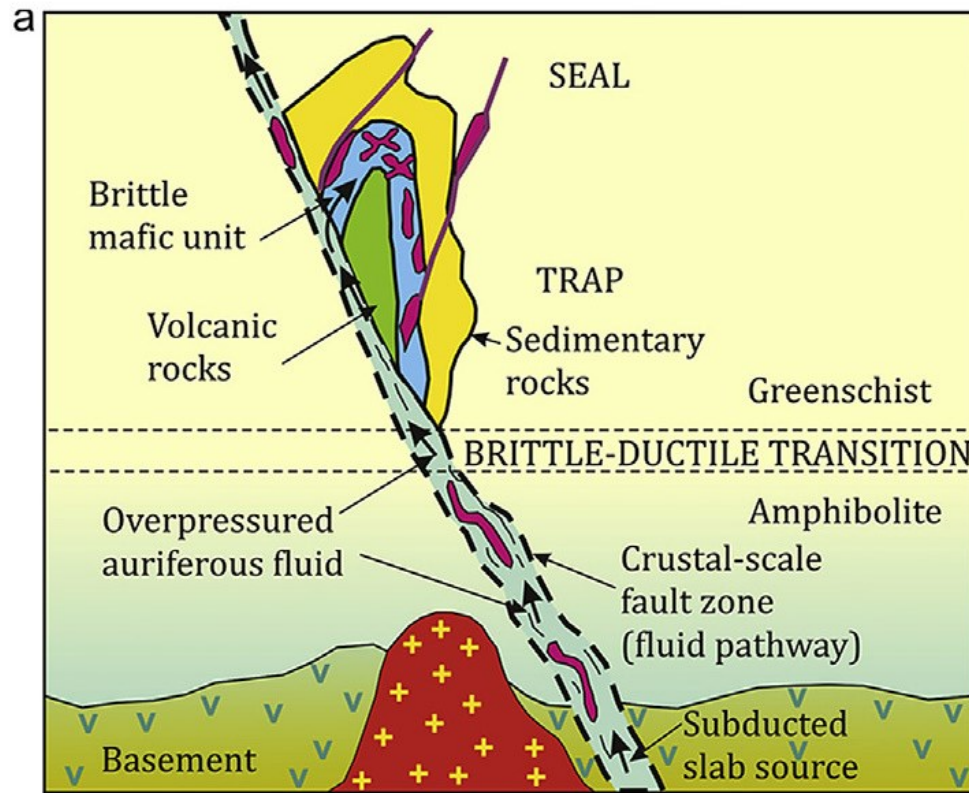 a
SEAL
Brittle
mafic unit
TRAP
Volcanic
rocks
Sedimentary
rocks
Greenschist
BRITTLE-DUCTILE TRANSITION
Amphibolite
Overpressured
auriferous fluid
Crustal-scale
fault zone
(fluid pathway)
Subducted
slab source
Basement